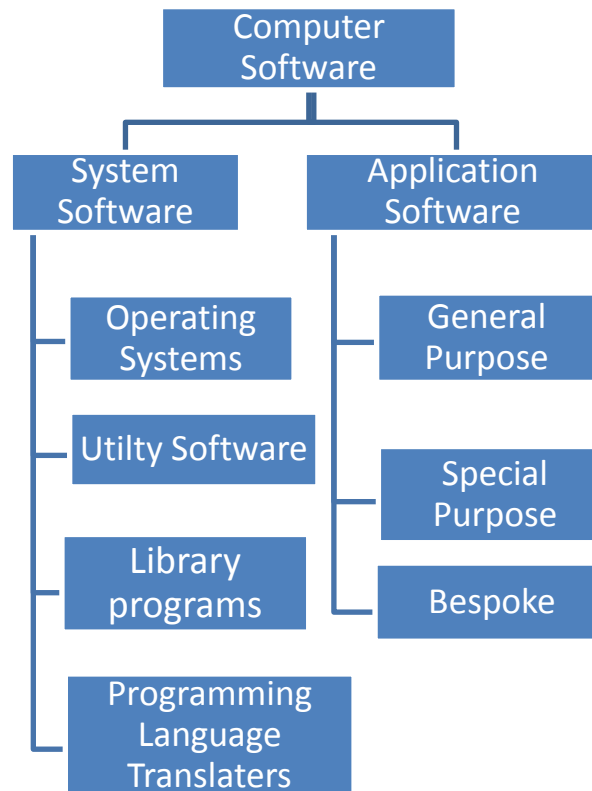 Computer
Software
System
Software
Application
Software
Operating
Systems
Utilty Software
Library
programs
Programming
Language
Translaters
General
Purpose
Special
Purpose
Bespoke